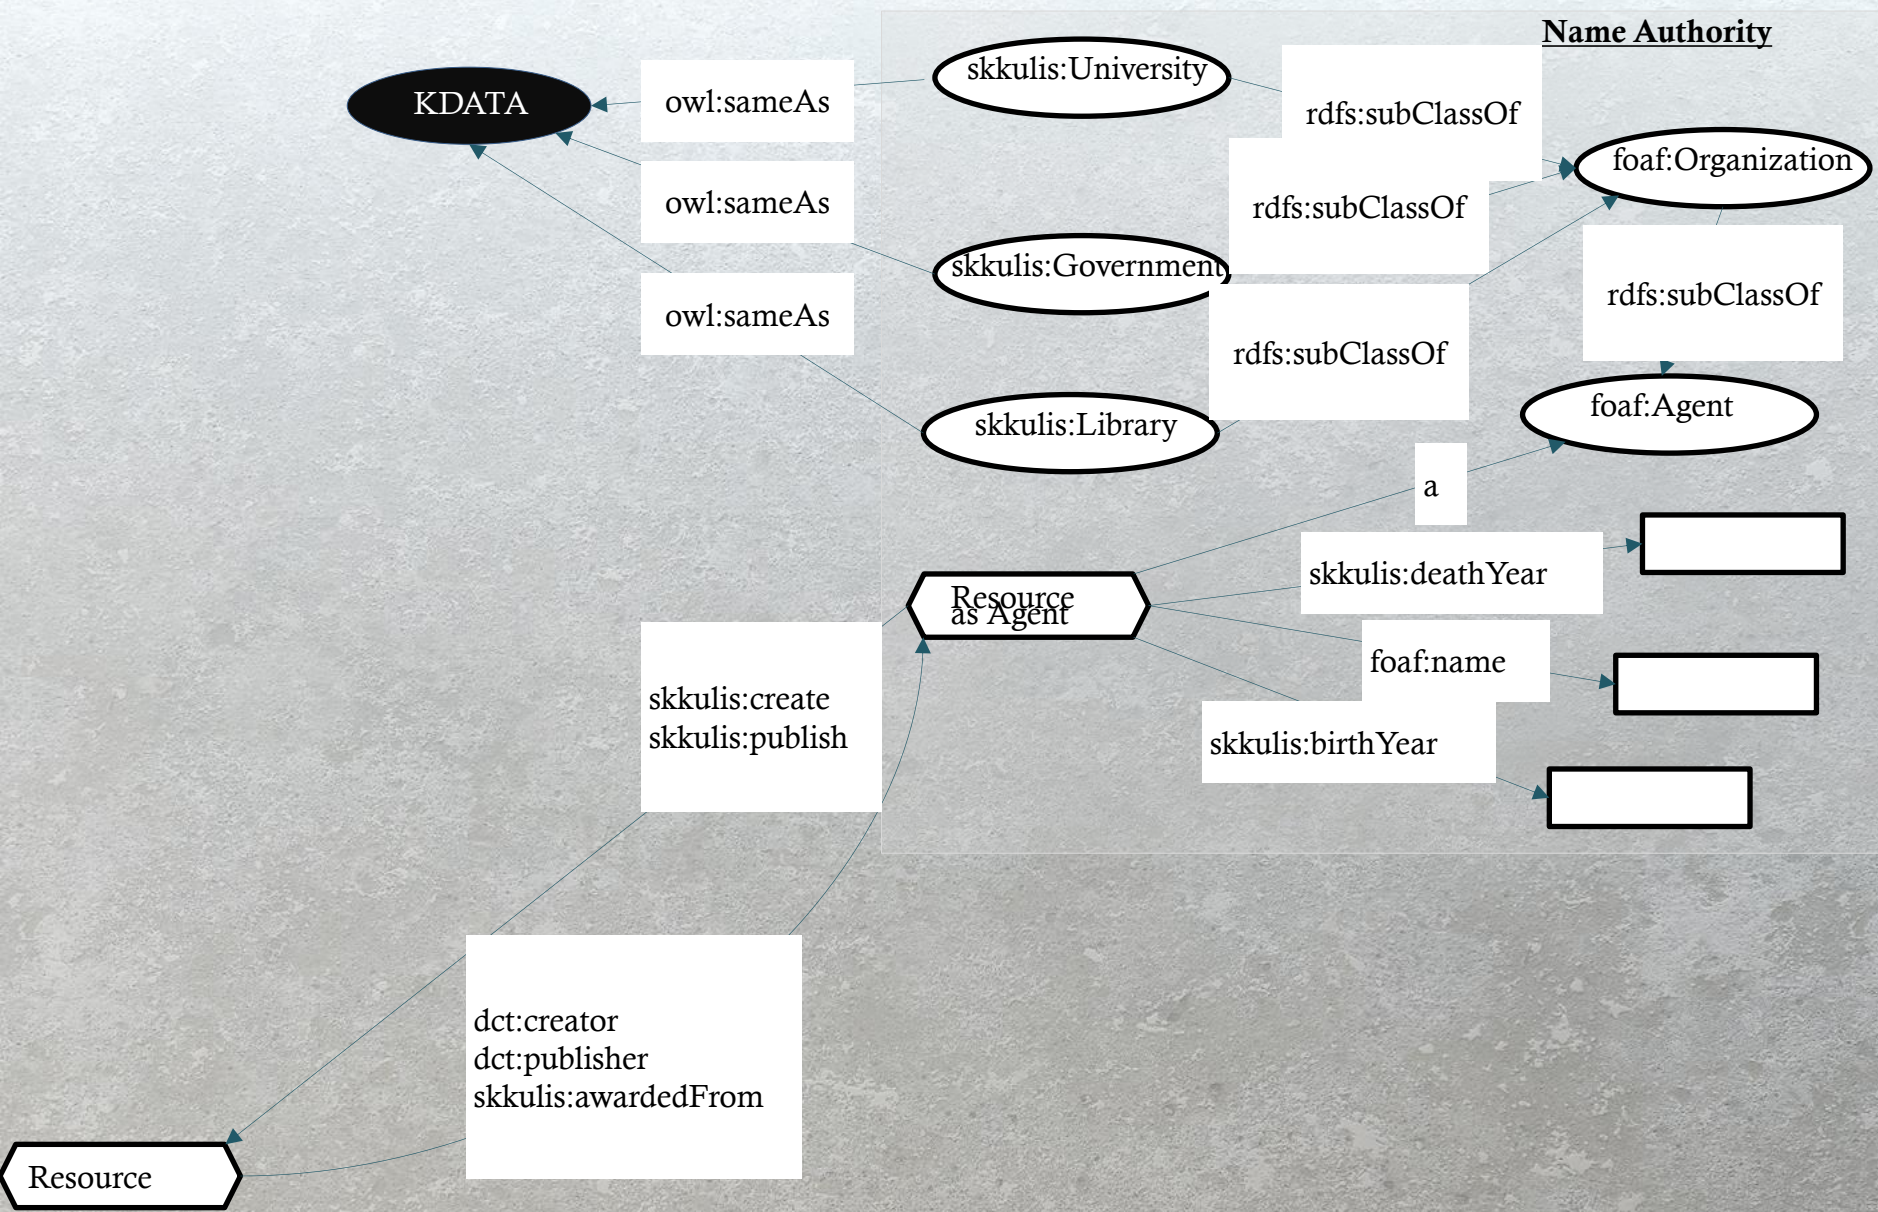 Name Authority
skkulis:University
KDATA
owl:sameAs
rdfs:subClassOf
foaf:Organization
owl:sameAs
rdfs:subClassOf
skkulis:Government
rdfs:subClassOf
owl:sameAs
rdfs:subClassOf
foaf:Agent
skkulis:Library
a
skkulis:deathYear
Resource
as Agent
foaf:name
skkulis:create
skkulis:publish
skkulis:birthYear
dct:creator
dct:publisher
skkulis:awardedFrom
Resource